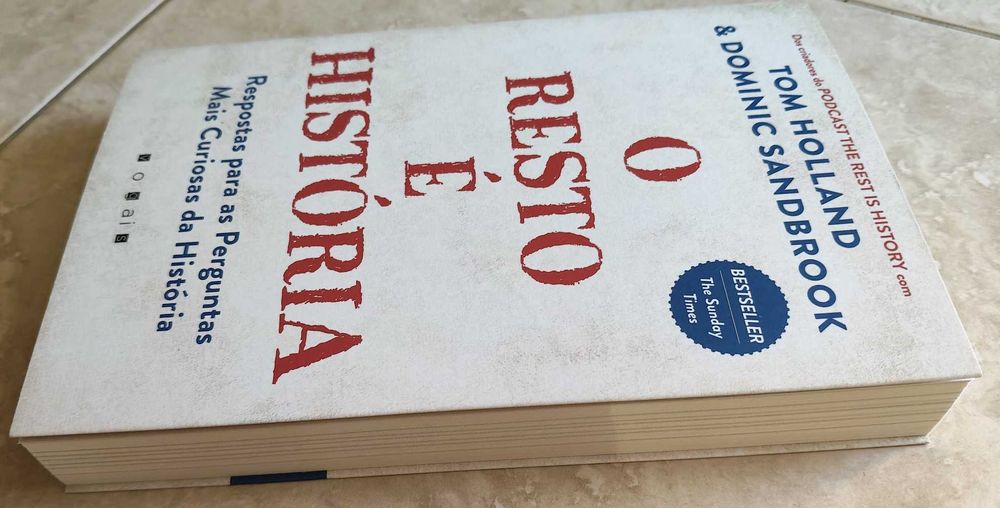 Dos criadores do PODCAST THE REST IS HISTORY com
TOM HOLLAND
& DOMINIC SANDBROOK
BESTSELLER
The Sunday
Times
O
RESTO
É
HISTÓRIA
Respostas para as Perguntas
Mais Curiosas da História
vogais